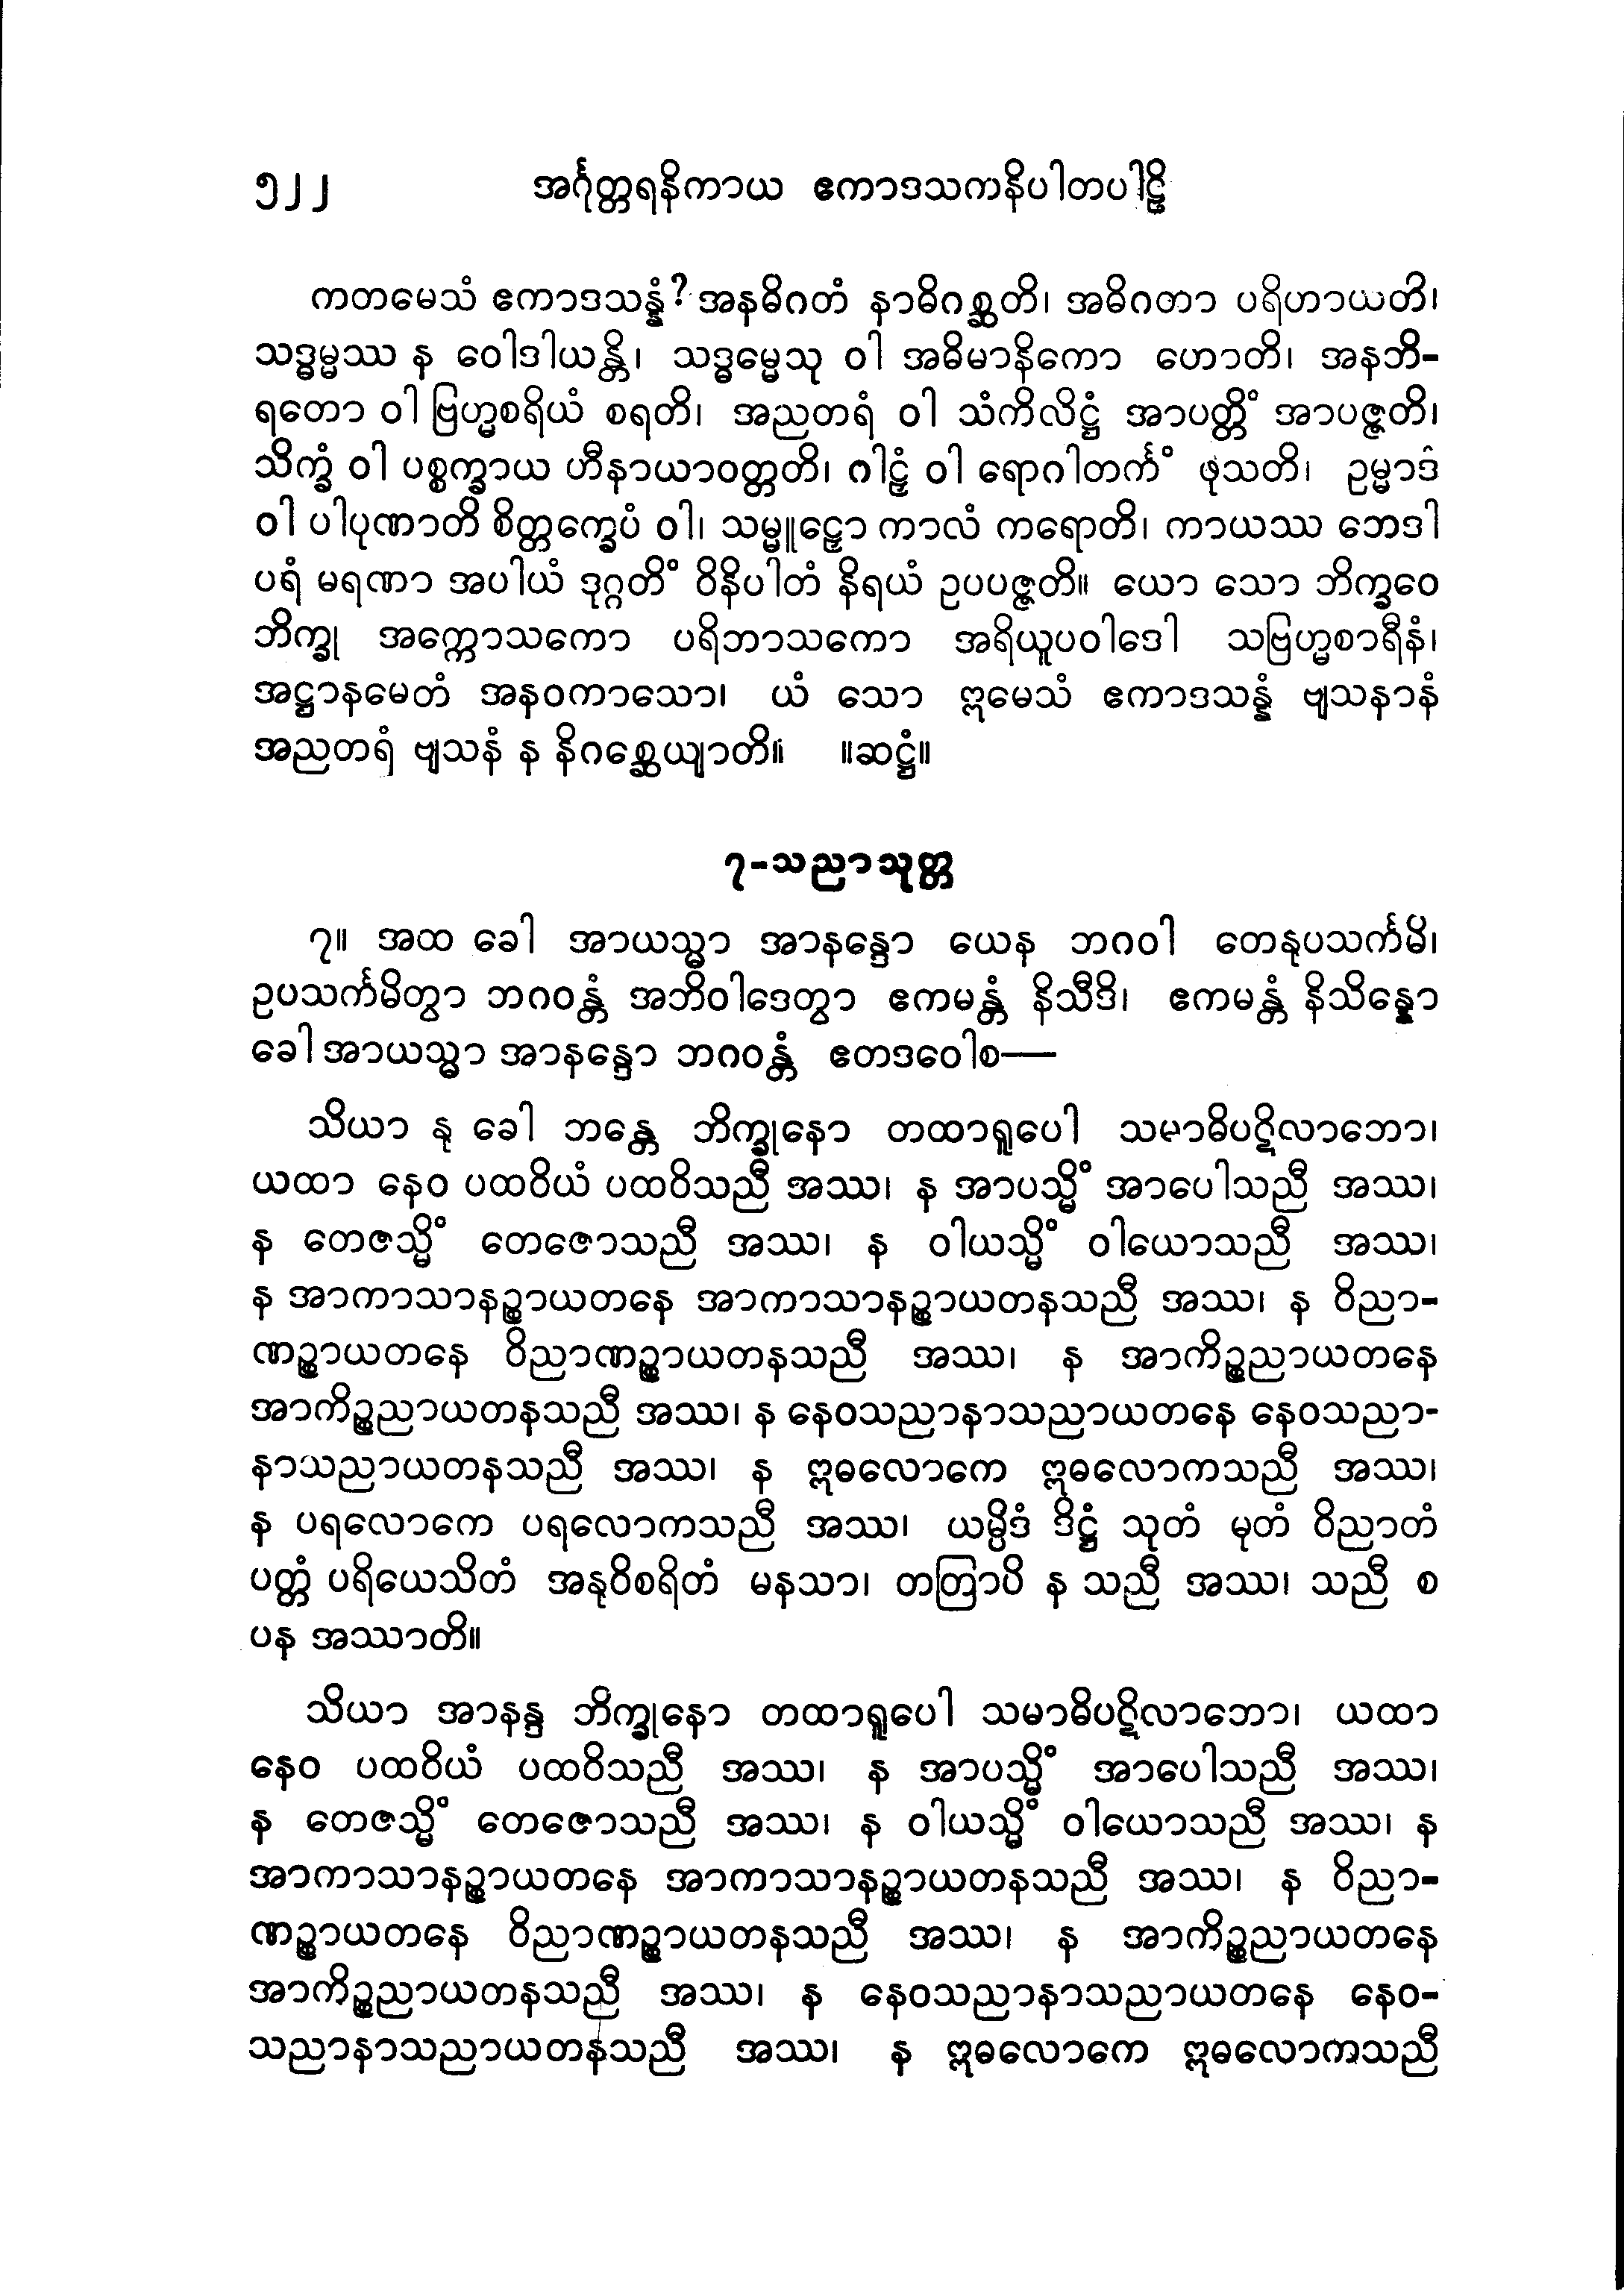 ၅၂၂ အင်္ဂုတ္တရနိကာယ ဧကာဒသကနိပါတပါဠိ
ကတမေသံ ဧကာဒသန္နံ? အနဓိဂတံ နာဓိဂစ္ဆတိ၊ အဓိဂတာ ပရိဟာယတိ၊
သဒ္ဓမ္မဿ န ဝေါဒါယန္တိ၊ သဒ္ဓမ္မေသု ဝါ အဓိမာနိကော ဟောတိ၊ အနဘိ-
ရတော ဝါ ဗြဟ္မစရိယံ စရတိ၊ အညတရံ ဝါ သံကိလိဋ္ဌံ အာပတ္တိံ အာပဇ္ဇတိ၊
သိက္ခံ ဝါ ပစ္စက္ခာယ ဟီနာယာဝတ္တတိ၊ ဂါဠှံ ဝါ ရောဂါတင်္ကံ ဖုသတိ၊ ဥမ္မာဒံ
ဝါ ပါပုဏာတိ စိတ္တက္ခေပံ ဝါ၊ သမ္မူဠှော ကာလံ ကရောတိ၊ ကာယဿ ဘေဒါ
ပရံ မရဏာ အပါယံ ဒုဂ္ဂတိံ ဝိနိပါတံ နိရယံ ဥပပဇ္ဇတိ။ ယော သော ဘိက္ခဝေ
ဘိက္ခု အက္ကောသကော ပရိဘာသကော အရိယူပဝါဒေါ သဗြဟ္မစာရီနံ၊
အဋ္ဌာနမေတံ အနဝကာသော၊ ယံ သော ဣမေသံ ဧကာဒသန္နံ ဗျသနာနံ
အညတရံ ဗျသနံ န နိဂစ္ဆေယျာတိ။ ။ဆဋ္ဌံ။
၇-သညာသုတ္တ
၇။ အထ ခေါ အာယသ္မာ အာနန္ဒော ယေန ဘဂဝါ တေနုပသင်္ကမိ၊
ဥပသင်္ကမိတွာ ဘဂဝန္တံ အဘိဝါဒေတွာ ဧကမန္တံ နိသီဒိ၊ ဧကမန္တံ နိသိန္နော
ခေါ အာယသ္မာ အာနန္ဒော ဘဂဝန္တံ ဧတဒဝေါစ—
သိယာ နု ခေါ ဘန္တေ ဘိက္ခုနော တထာရူပေါ သမာဓိပဋိလာဘော၊
ယထာ နေဝ ပထဝိယံ ပထဝိသညီ အဿ၊ န အာပသ္မိံ အာပေါသညီ အဿ၊
န တေဇသ္မိံ တေဇောသညီ အဿ၊ န ဝါယသ္မိံ ဝါယောသညီ အဿ၊
န အာကာသာနဉ္စာယတနေ အာကာသာနဉ္စာယတနသညီ အဿ၊ န ဝိညာ-
ဏဉ္စာယတနေ ဝိညာဏဉ္စာယတနသညီ အဿ၊ န အာကိဉ္စညာယတနေ
အာကိဉ္စညာယတနသညီ အဿ၊ န နေဝသညာနာသညာယတနေ နေဝသညာ-
နာသညာယတနသညီ အဿ၊ န ဣဓလောကေ ဣဓလောကသညီ အဿ၊
န ပရလောကေ ပရလောကသညီ အဿ၊ ယမ္ပိဒံ ဒိဋ္ဌံ သုတံ မုတံ ဝိညာတံ
ပတ္တံ ပရိယေသိတံ အနုဝိစရိတံ မနသာ၊ တတြာပိ န သညီ အဿ၊ သညီ စ
ပန အဿာတိ။
သိယာ အာနန္ဒ ဘိက္ခုနော တထာရူပေါ သမာဓိပဋိလာဘော၊ ယထာ
နေဝ ပထဝိယံ ပထဝိသညီ အဿ၊ န အာပသ္မိံ အာပေါသညီ အဿ၊
န တေဇသ္မိံ တေဇောသညီ အဿ၊ န ဝါယသ္မိံ ဝါယောသညီ အဿ၊ န
အာကာသာနဉ္စာယတနေ အာကာသာနဉ္စာယတနသညီ အဿ၊ န ဝိညာ-
ဏဉ္စာယတနေ ဝိညာဏဉ္စာယတနသညီ အဿ၊ န အာကိဉ္စညာယတနေ
အာကိဉ္စညာယတနသညီ အဿ၊ န နေဝသညာနာသညာယတနေ နေဝ-
သညာနာသညာယတနသညီ အဿ၊ န ဣဓလောကေ ဣဓလောကသညီ